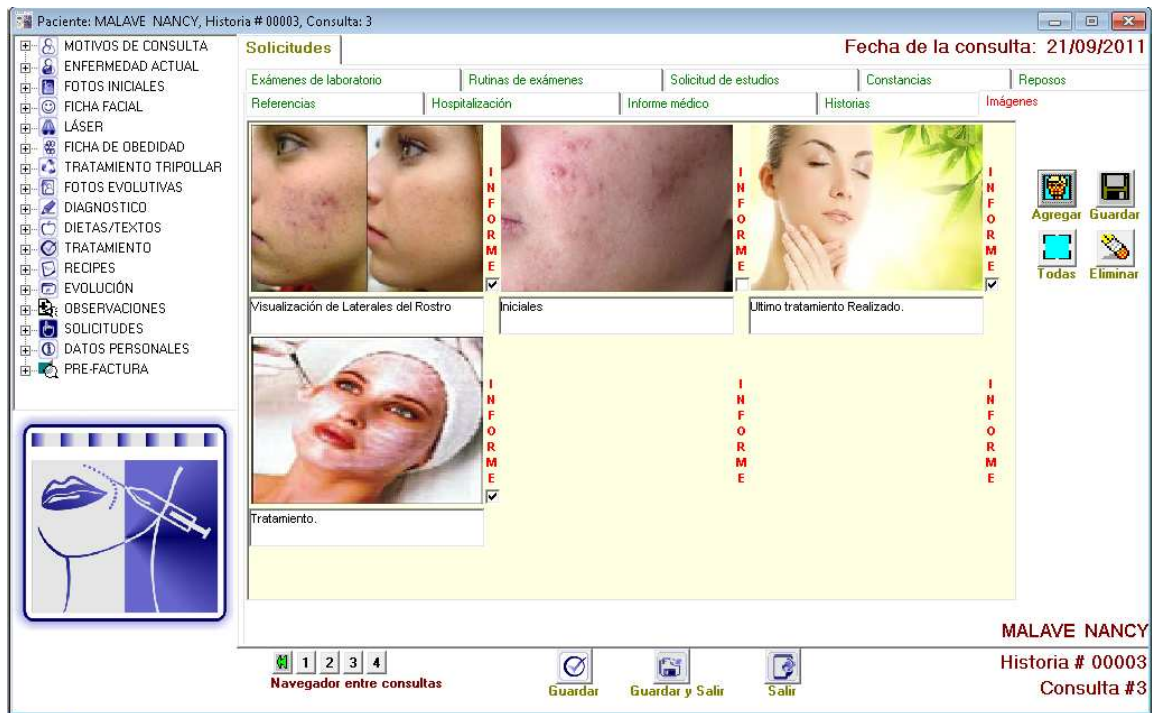 Paciente: MALAVE  NANCY, Historia # 00003, Consulta: 3
MOTIVOS DE CONSULTA
ENFERMEDAD ACTUAL
FOTOS INICIALES
FICHA FACIAL
LÁSER
FICHA DE OBEDIDAD
TRATAMIENTO TRIPOLLAR
FOTOS EVOLUTIVAS
DIAGNOSTICO
DIETAS/TEXTOS
TRATAMIENTO
RECIPES
EVOLUCIÓN
OBSERVACIONES
SOLICITUDES
DATOS PERSONALES
PRE-FACTURA
Solicitudes
Fecha de la consulta: 21/09/2011
Exámenes de laboratorio
Rutinas de exámenes
Solicitud de estudios
Constancias
Reposos
Referencias
Hospitalización
Informe médico
Historias
Imágenes
INFORME
INFORME
INFORME
Visualización de Laterales del Rostro
Iniciales
Ultimo tratamiento Realizado.
INFORME
INFORME
INFORME
Tratamiento.
Agregar
Guardar
Todas
Eliminar
MALAVE  NANCY
Historia # 00003
Consulta #3
1 2 3 4
Navegador entre consultas
Guardar
Guardar y Salir
Salir